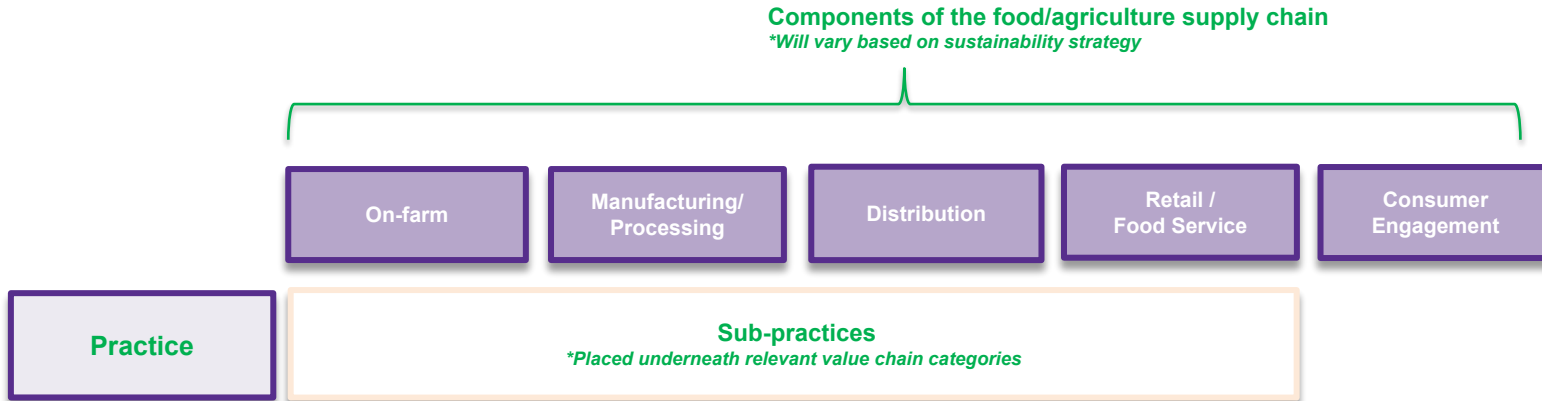 Components of the food/agriculture supply chain
*Will vary based on sustainability strategy
On-farm
Manufacturing/
Processing
Distribution
Retail /
Food Service
Consumer
Engagement
Practice
Sub-practices
*Placed underneath relevant value chain categories